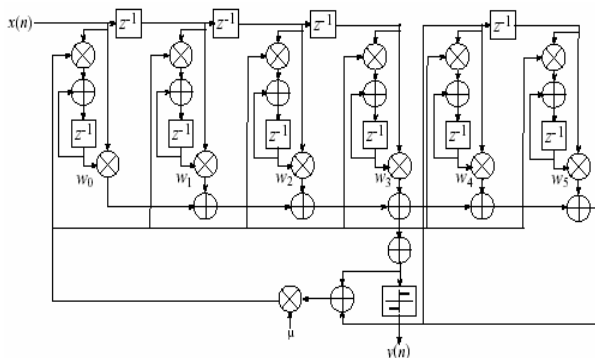 x(n) z⁻¹ z⁻¹ z⁻¹ z⁻¹
z⁻¹ z⁻¹ z⁻¹ z⁻¹ z⁻¹ z⁻¹
w₀ w₁ w₂ w₃ w₄ w₅
μ
y(n)